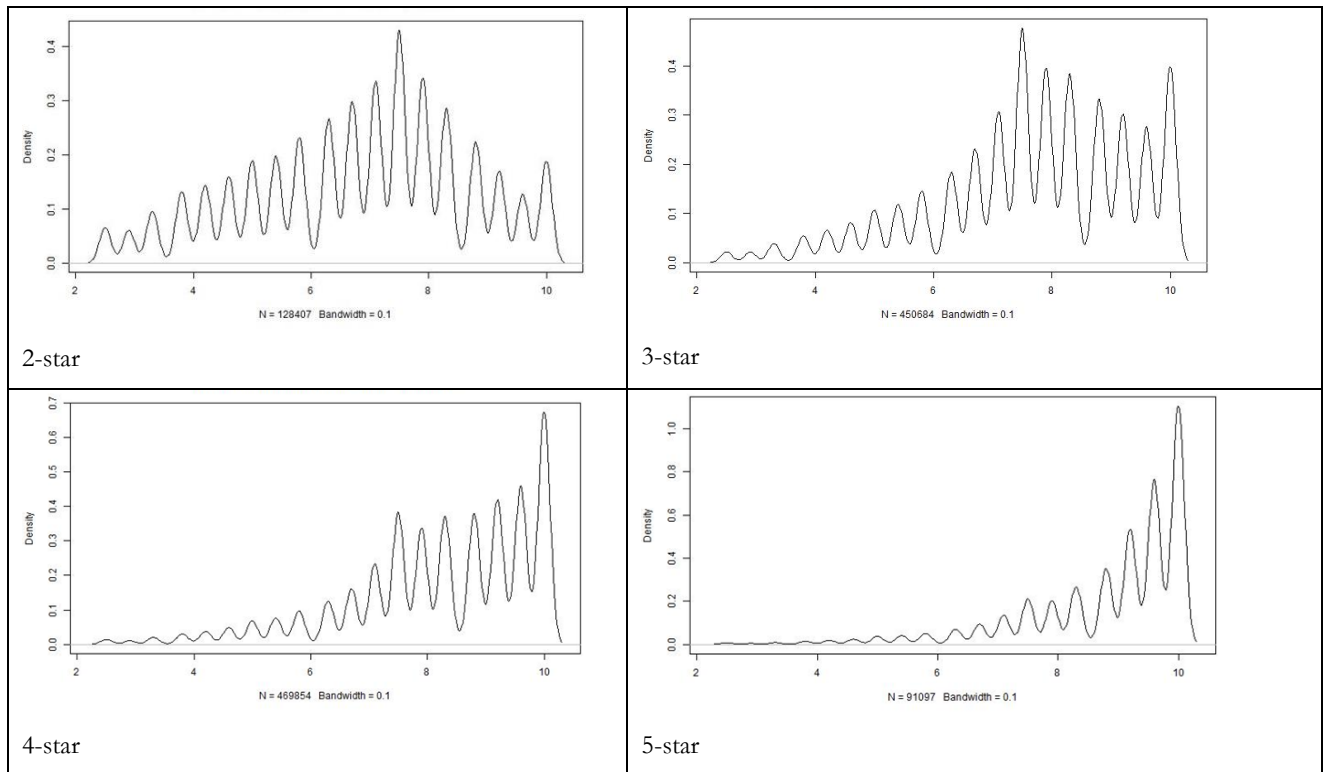 Density
0.0 0.1 0.2 0.3 0.4
2 4 6 8 10
N = 128407 Bandwidth = 0.1
2-star
Density
0.0 0.1 0.2 0.3 0.4
2 4 6 8 10
N = 450684 Bandwidth = 0.1
3-star
Density
0.0 0.1 0.2 0.3 0.4 0.5 0.6 0.7
2 4 6 8 10
N = 469854 Bandwidth = 0.1
4-star
Density
0.0 0.2 0.4 0.6 0.8 1.0
2 4 6 8 10
N = 91097 Bandwidth = 0.1
5-star